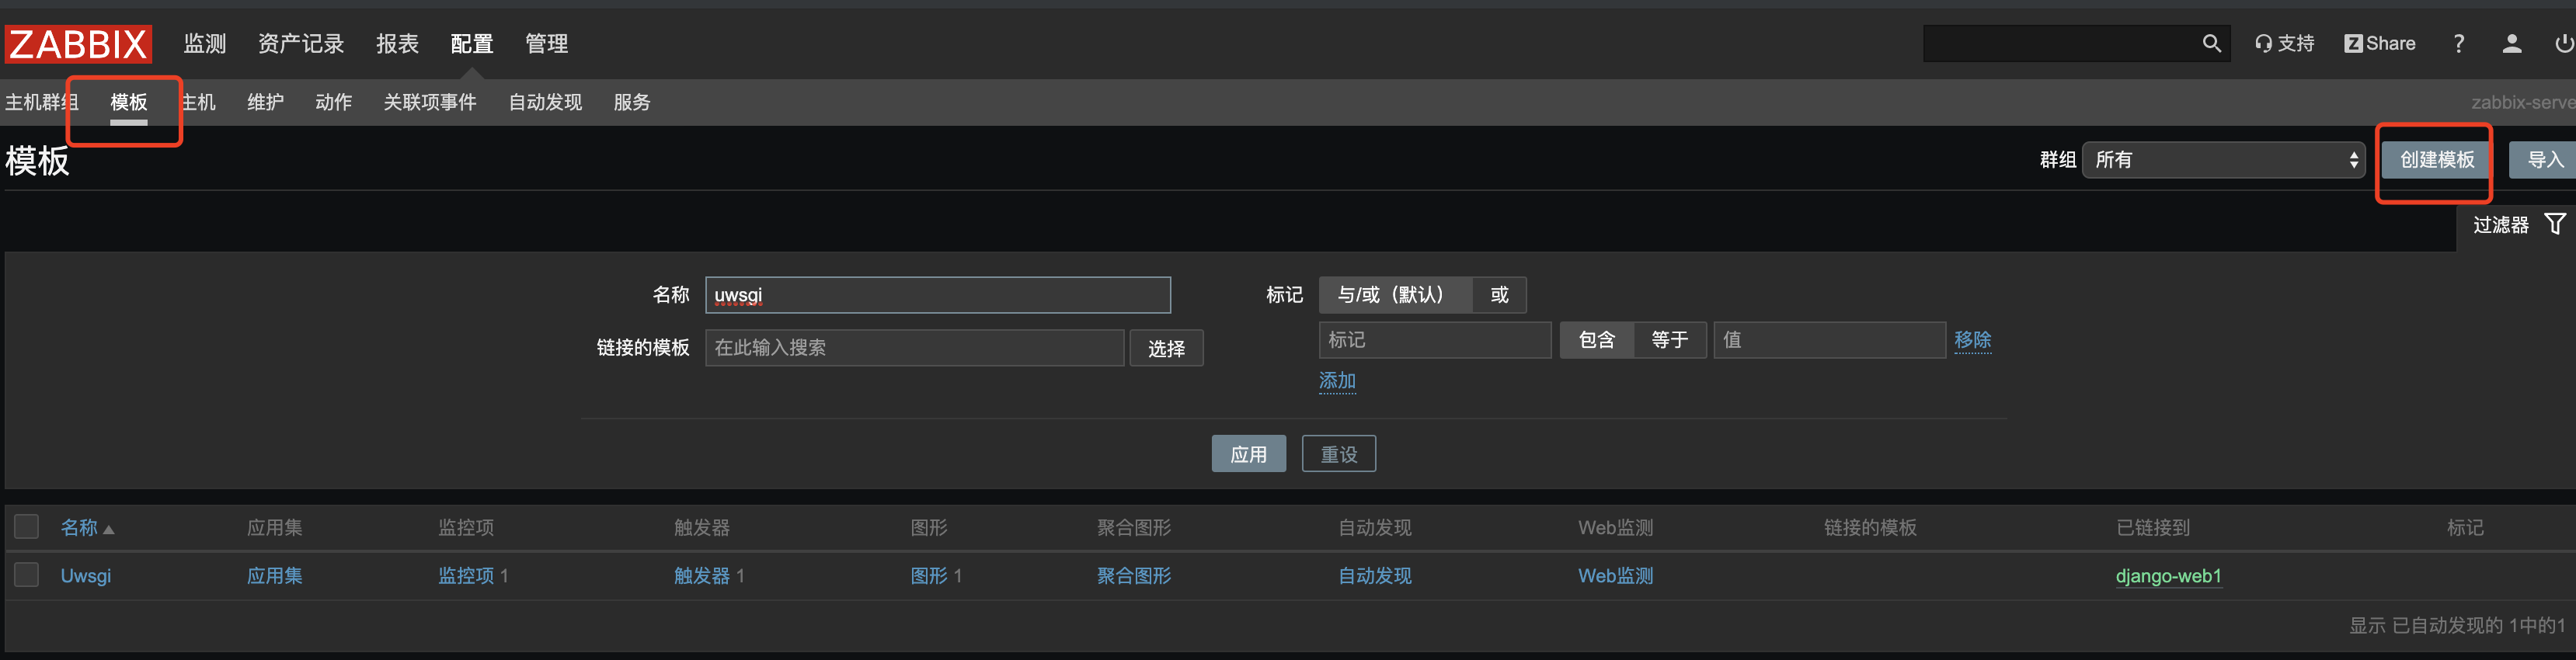 ZABBIX 监测 资产记录 报表 配置 管理 支持 Z Share ?
主机群组 模板 主机 维护 动作 关联项事件 自动发现 服务 zabbix-serve
模板 群组 所有 创建模板 导入
过滤器
名称 uwsgi 标记 与/或（默认） 或
链接的模板 在此输入搜索 选择 标记 包含 等于 值 移除
添加
应用 重设
名称 应用集 监控项 触发器 图形 聚合图形 自动发现 Web监测 链接的模板 已链接到 标记
Uwsgi 应用集 监控项 1 触发器 1 图形 1 聚合图形 自动发现 Web监测 django-web1
显示 已自动发现的 1中的1